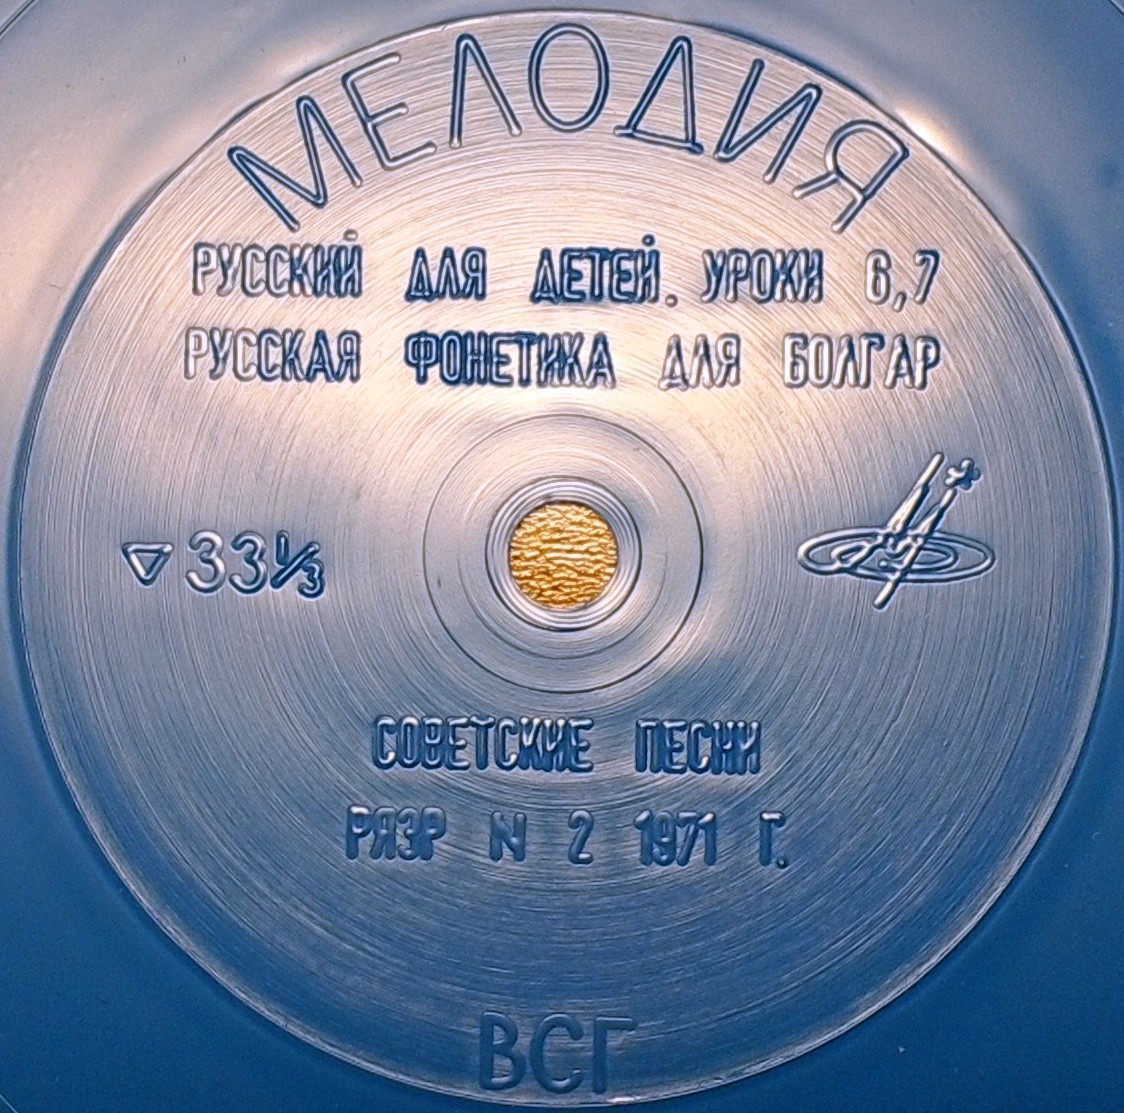 МЕЛОДИЯ
РУССКИЙ ДЛЯ ДЕТЕЙ. УРОКИ 6,7
РУССКАЯ ФОНЕТИКА ДЛЯ БОЛГАР
▽ 33⅓
СОВЕТСКИЕ ПЕСНИ
РЯЗР N 2 1971 Г.
ВСГ